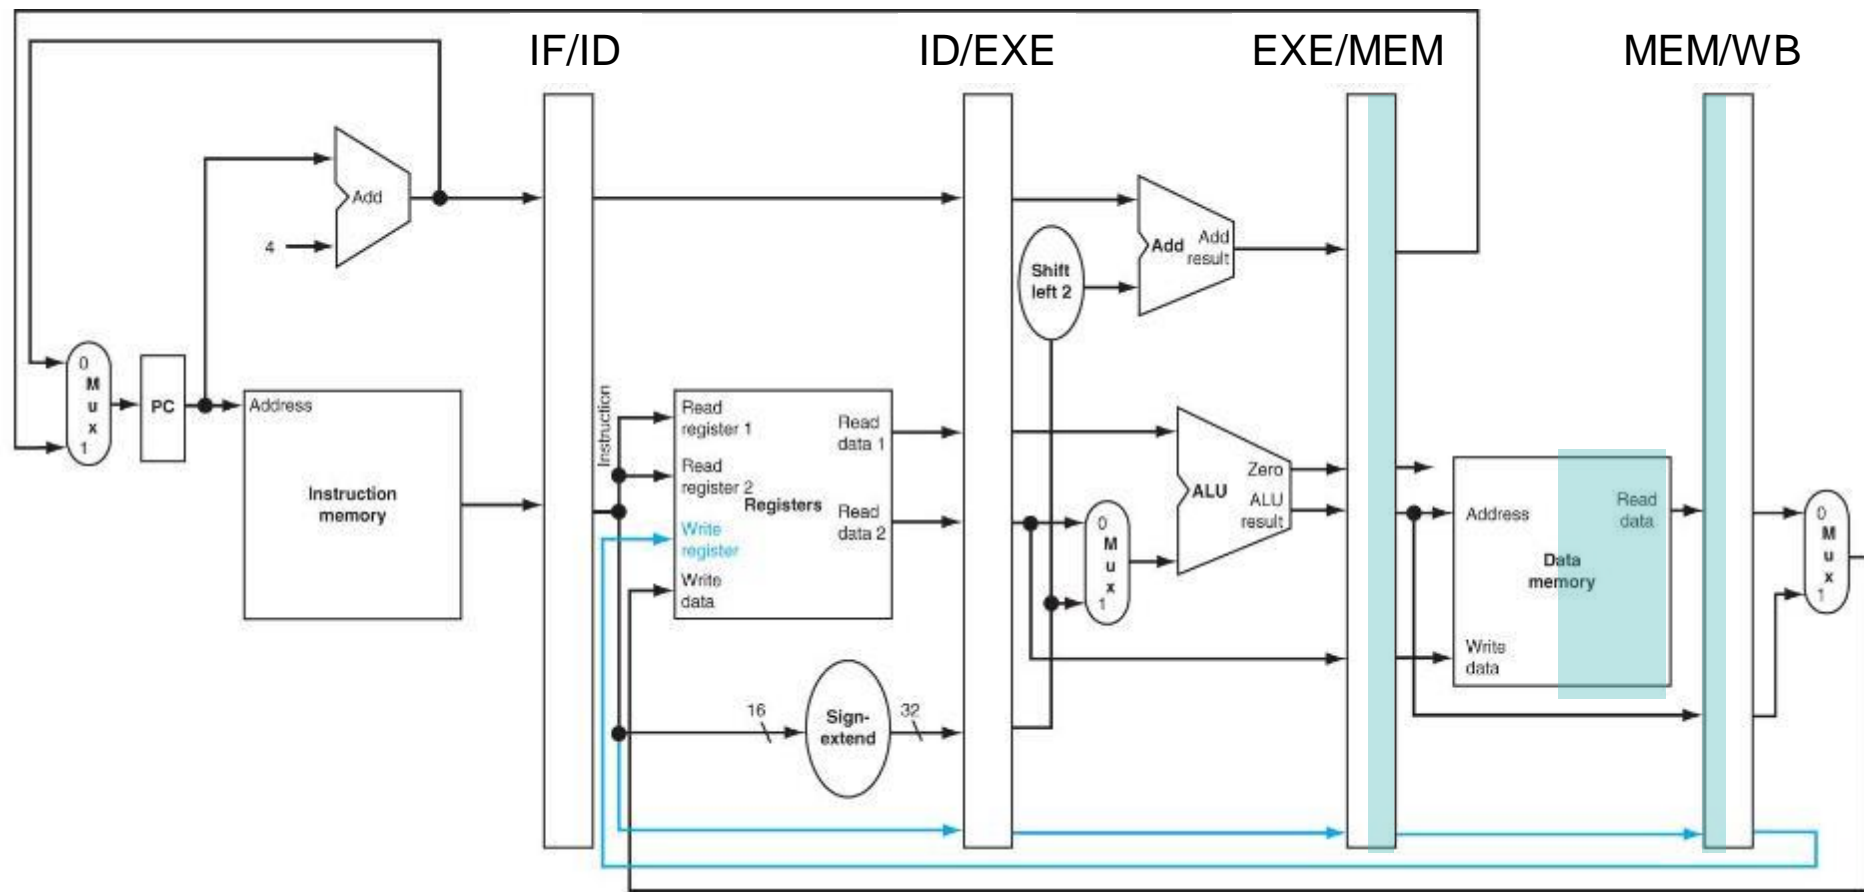 IF/ID
ID/EXE
EXE/MEM
MEM/WB
Add
4
Add
Add
result
Shift
left 2
0
M
u
x
1
PC
Address
Instruction
memory
Instruction
Read
register 1
Read
register 2
Write
register
Write
data
Registers
Read
data 1
Read
data 2
16
Sign-
extend
32
0
M
u
x
1
ALU
Zero
ALU
result
Address
Read
data
Data
memory
Write
data
0
M
u
x
1